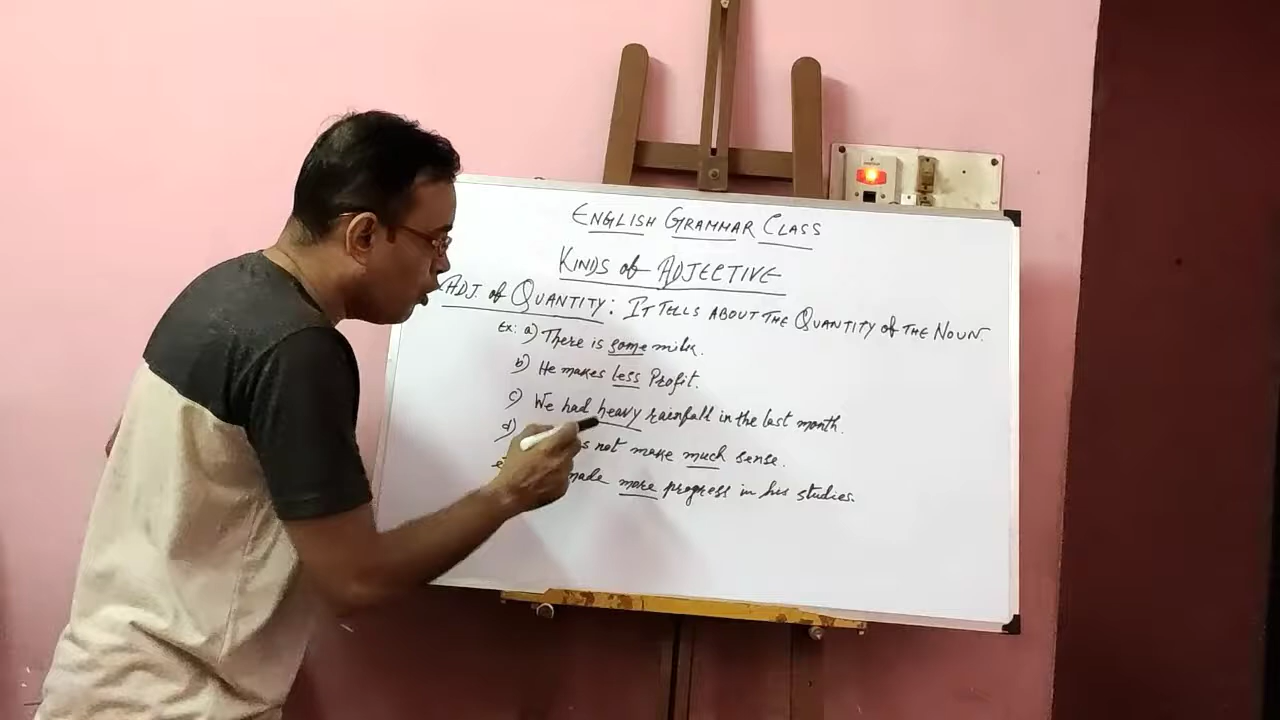 ENGLISH GRAMMAR CLASS
KINDS of ADJECTIVE
ADJ. of QUANTITY: IT TELLS ABOUT THE QUANTITY of THE NOUN.
Ex: a) There is some milk.
b) He makes less Profit.
c) We had heavy rainfall in the last month.
d) not make much sense.
made more progress in his studies.